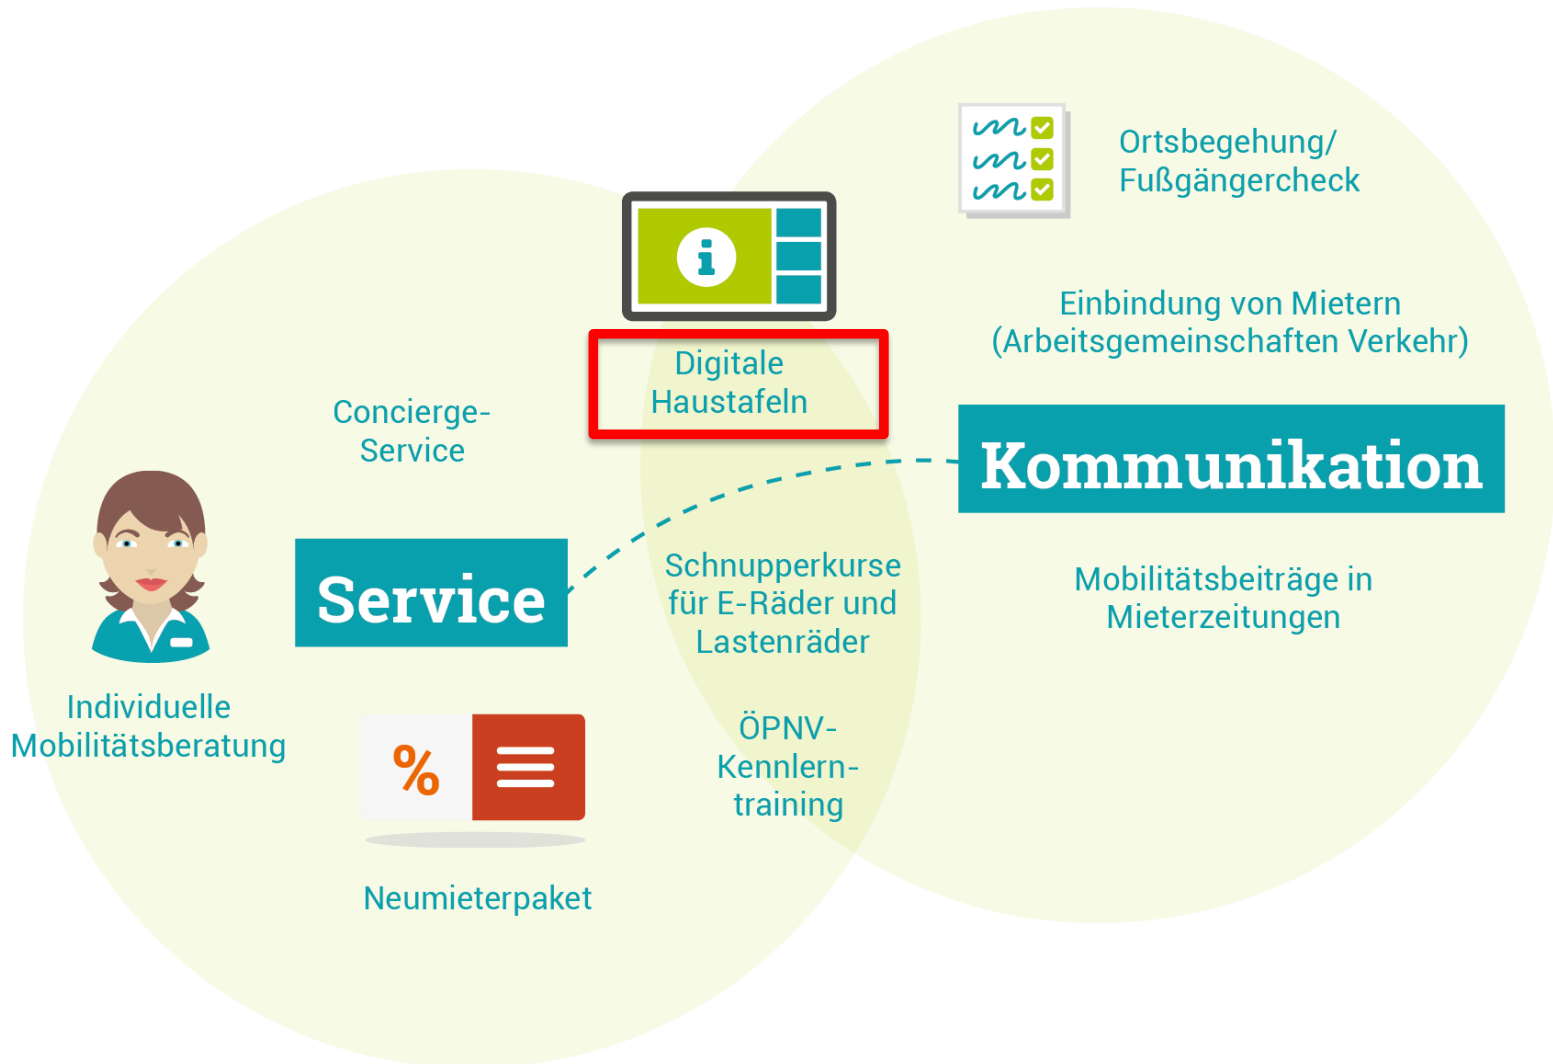 Ortsbegehung/
Fußgängercheck
Einbindung von Mietern
(Arbeitsgemeinschaften Verkehr)
Digitale
Haustafeln
Concierge-
Service
Kommunikation
Service
Schnupperkurse
für E-Räder und
Lastenräder
Mobilitätsbeiträge in
Mieterzeitungen
Individuelle
Mobilitätsberatung
ÖPNV-
Kennlern-
training
%
Neumieterpaket